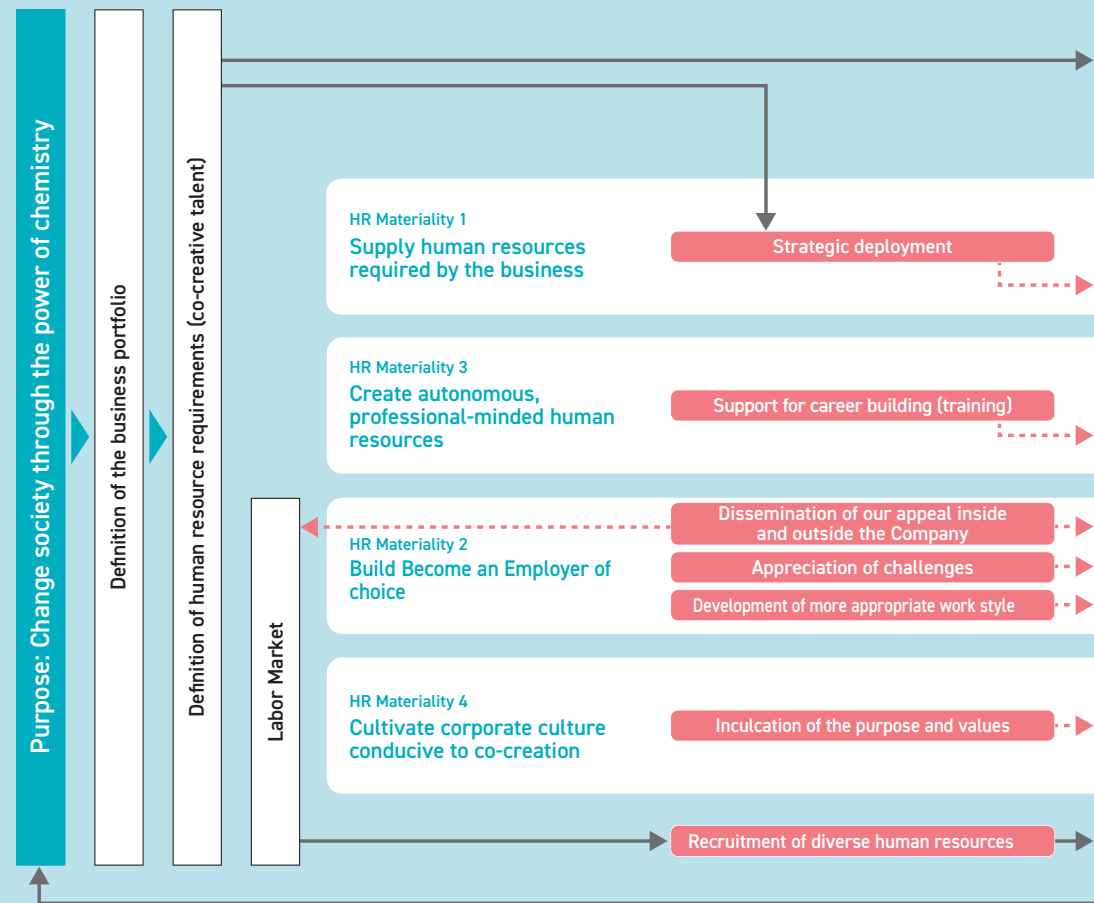 Purpose: Change society through the power of chemistry
Definition of the business portfolio
Definition of human resource requirements (co-creative talent)
Labor Market
HR Materiality 1
Supply human resources
required by the business
Strategic deployment
HR Materiality 3
Create autonomous,
professional-minded human
resources
Support for career building (training)
HR Materiality 2
Build Become an Employer of
choice
Dissemination of our appeal inside
and outside the Company
Appreciation of challenges
Development of more appropriate work style
HR Materiality 4
Cultivate corporate culture
conducive to co-creation
Inculcation of the purpose and values
Recruitment of diverse human resources